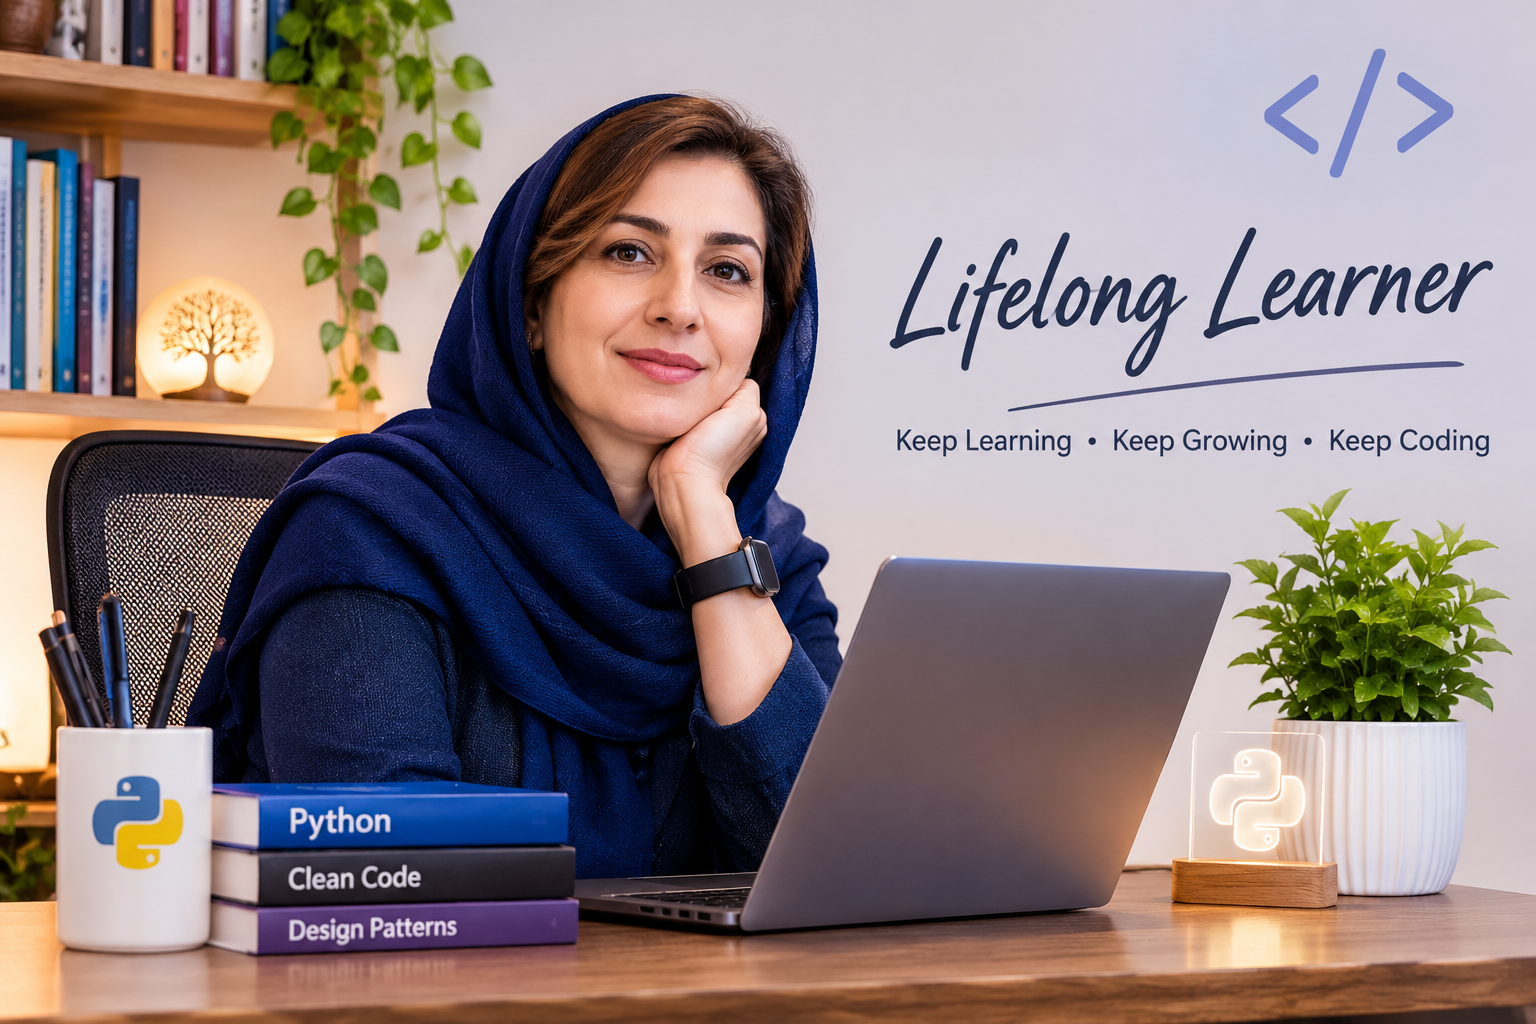 </>
Lifelong Learner
Keep Learning • Keep Growing • Keep Coding
Python
Clean Code
Design Patterns